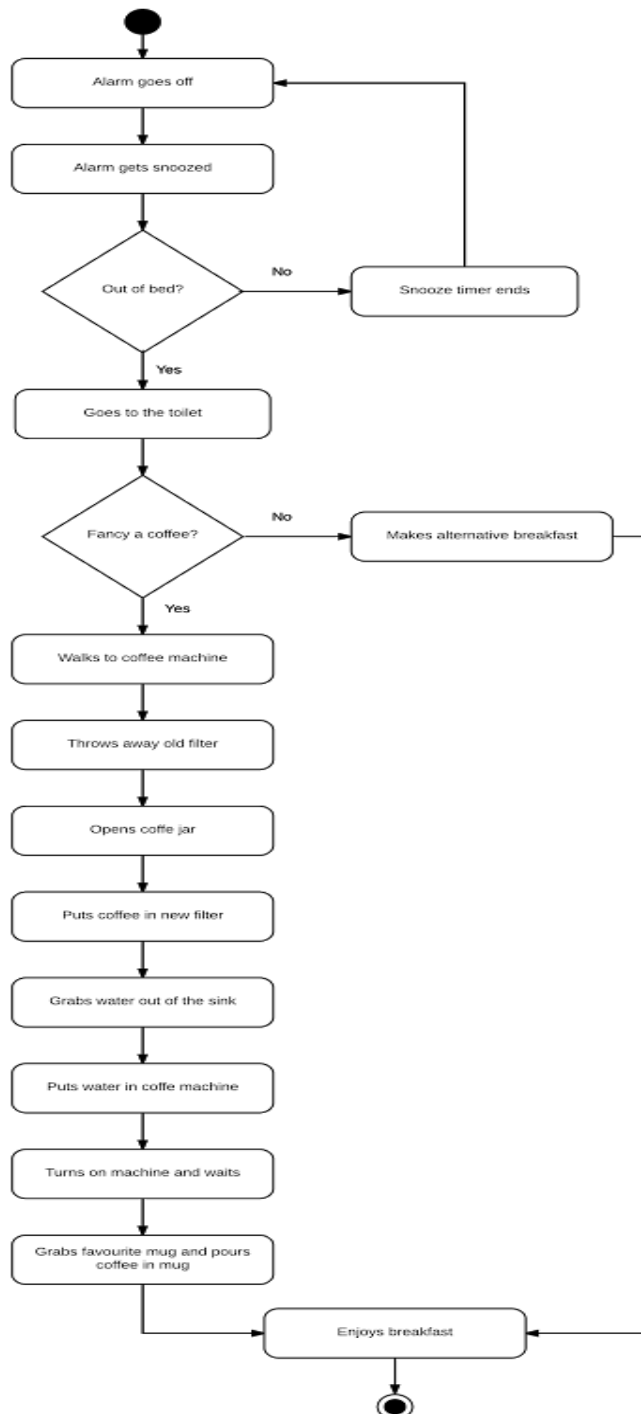 Alarm goes off
Alarm gets snoozed
Out of bed?
No
Snooze timer ends
Yes
Goes to the toilet
Fancy a coffee?
No
Makes alternative breakfast
Yes
Walks to coffee machine
Throws away old filter
Opens coffe jar
Puts coffee in new filter
Grabs water out of the sink
Puts water in coffe machine
Turns on machine and waits
Grabs favourite mug and pours
coffee in mug
Enjoys breakfast